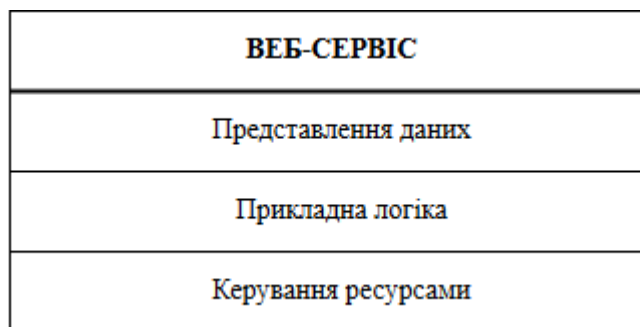 ВЕБ-СЕРВІС
Представлення даних
Прикладна логіка
Керування ресурсами